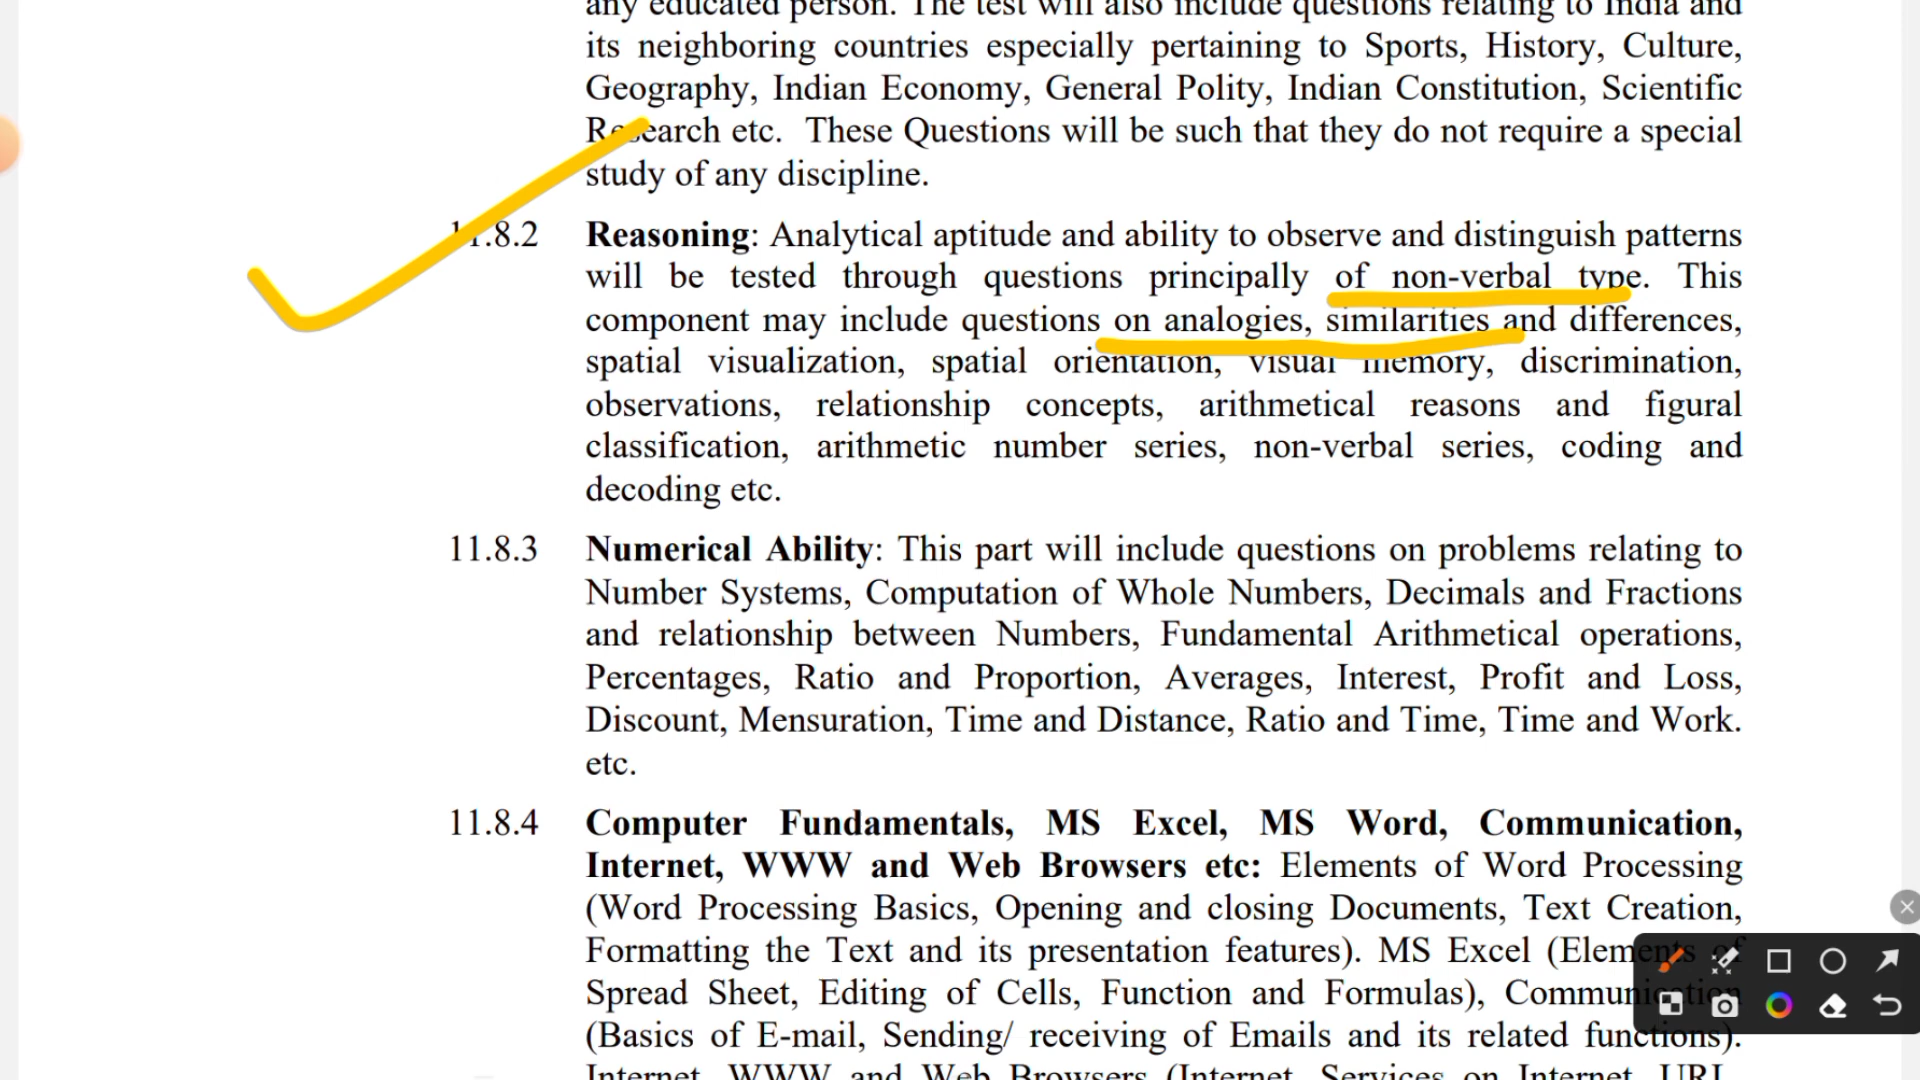 any educated person. The test will also include questions relating to India and
its neighboring countries especially pertaining to Sports, History, Culture,
Geography, Indian Economy, General Polity, Indian Constitution, Scientific
Research etc. These Questions will be such that they do not require a special
study of any discipline.
11.8.2 Reasoning: Analytical aptitude and ability to observe and distinguish patterns
will be tested through questions principally of non-verbal type. This
component may include questions on analogies, similarities and differences,
spatial visualization, spatial orientation, visual memory, discrimination,
observations, relationship concepts, arithmetical reasons and figural
classification, arithmetic number series, non-verbal series, coding and
decoding etc.
11.8.3 Numerical Ability: This part will include questions on problems relating to
Number Systems, Computation of Whole Numbers, Decimals and Fractions
and relationship between Numbers, Fundamental Arithmetical operations,
Percentages, Ratio and Proportion, Averages, Interest, Profit and Loss,
Discount, Mensuration, Time and Distance, Ratio and Time, Time and Work.
etc.
11.8.4 Computer Fundamentals, MS Excel, MS Word, Communication,
Internet, WWW and Web Browsers etc: Elements of Word Processing
(Word Processing Basics, Opening and closing Documents, Text Creation,
Formatting the Text and its presentation features). MS Excel (Elements of
Spread Sheet, Editing of Cells, Function and Formulas), Communication
(Basics of E-mail, Sending/ receiving of Emails and its related functions).
Internet, WWW and Web Browsers (Internet, Services on Internet, URL,